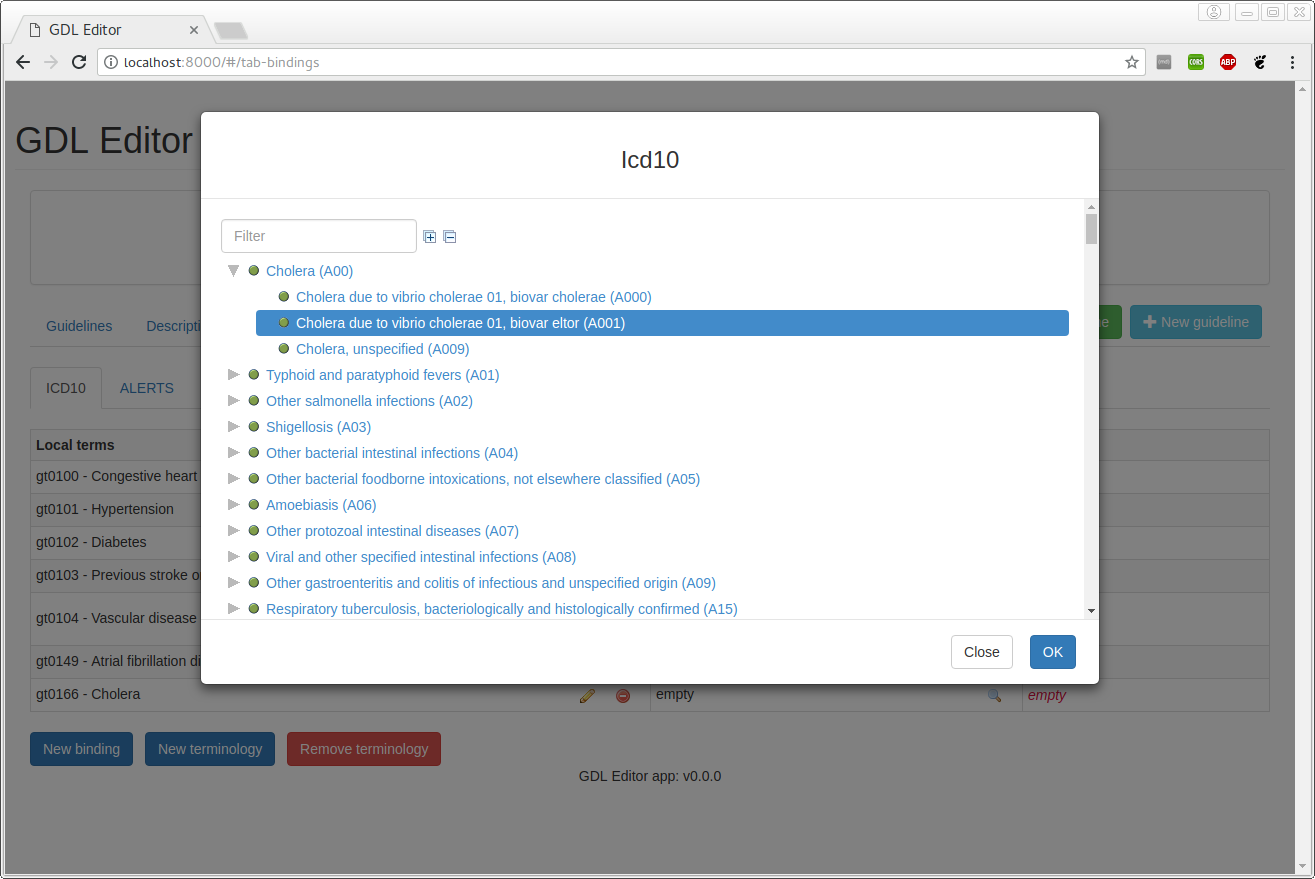 GDL Editor
localhost:8000/#/tab-bindings
CORS
ABP
GDL Editor
Icd10
Filter
Cholera (A00)
Cholera due to vibrio cholerae 01, biovar cholerae (A000)
Cholera due to vibrio cholerae 01, biovar eltor (A001)
Cholera, unspecified (A009)
Typhoid and paratyphoid fevers (A01)
Other salmonella infections (A02)
Shigellosis (A03)
Other bacterial intestinal infections (A04)
Other bacterial foodborne intoxications, not elsewhere classified (A05)
Amoebiasis (A06)
Other protozoal intestinal diseases (A07)
Viral and other specified intestinal infections (A08)
Other gastroenteritis and colitis of infectious and unspecified origin (A09)
Respiratory tuberculosis, bacteriologically and histologically confirmed (A15)
Close OK
Guidelines Descripti
New guideline
ICD10 ALERTS
Local terms
gt0100 - Congestive heart
gt0101 - Hypertension
gt0102 - Diabetes
gt0103 - Previous stroke o
gt0104 - Vascular disease
gt0149 - Atrial fibrillation di
gt0166 - Cholera empty empty
New binding New terminology Remove terminology
GDL Editor app: v0.0.0